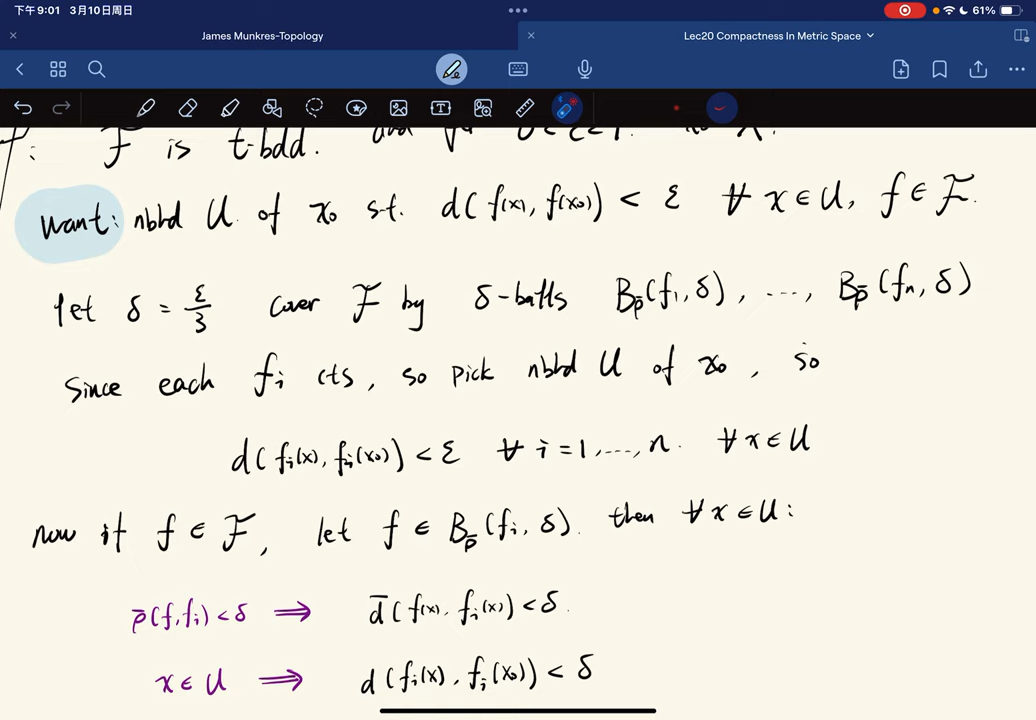 下午9:01 3月10日周日
61%
James Munkres-Topology
Lec20 Compactness In Metric Space
F is t-bdd. and
Want: nbhd U of x₀ st. d(f(x), f(x₀)) < ε ∀ x ∈ U, f ∈ F.
let δ = ε/3 cover F by δ-balls B_ρ̄(f₁, δ), ..., B_ρ̄(fₙ, δ)
Since each fᵢ cts, so pick nbhd U of x₀, so
d(fᵢ(x), fᵢ(x₀)) < ε ∀ i = 1, ..., n. ∀ x ∈ U
now if f ∈ F, let f ∈ B_ρ̄(fᵢ, δ). then ∀ x ∈ U:
ρ̄(f, fᵢ) < δ ⟹ d̄(f(x), fᵢ(x)) < δ.
x ∈ U ⟹ d(fᵢ(x), fᵢ(x₀)) < δ